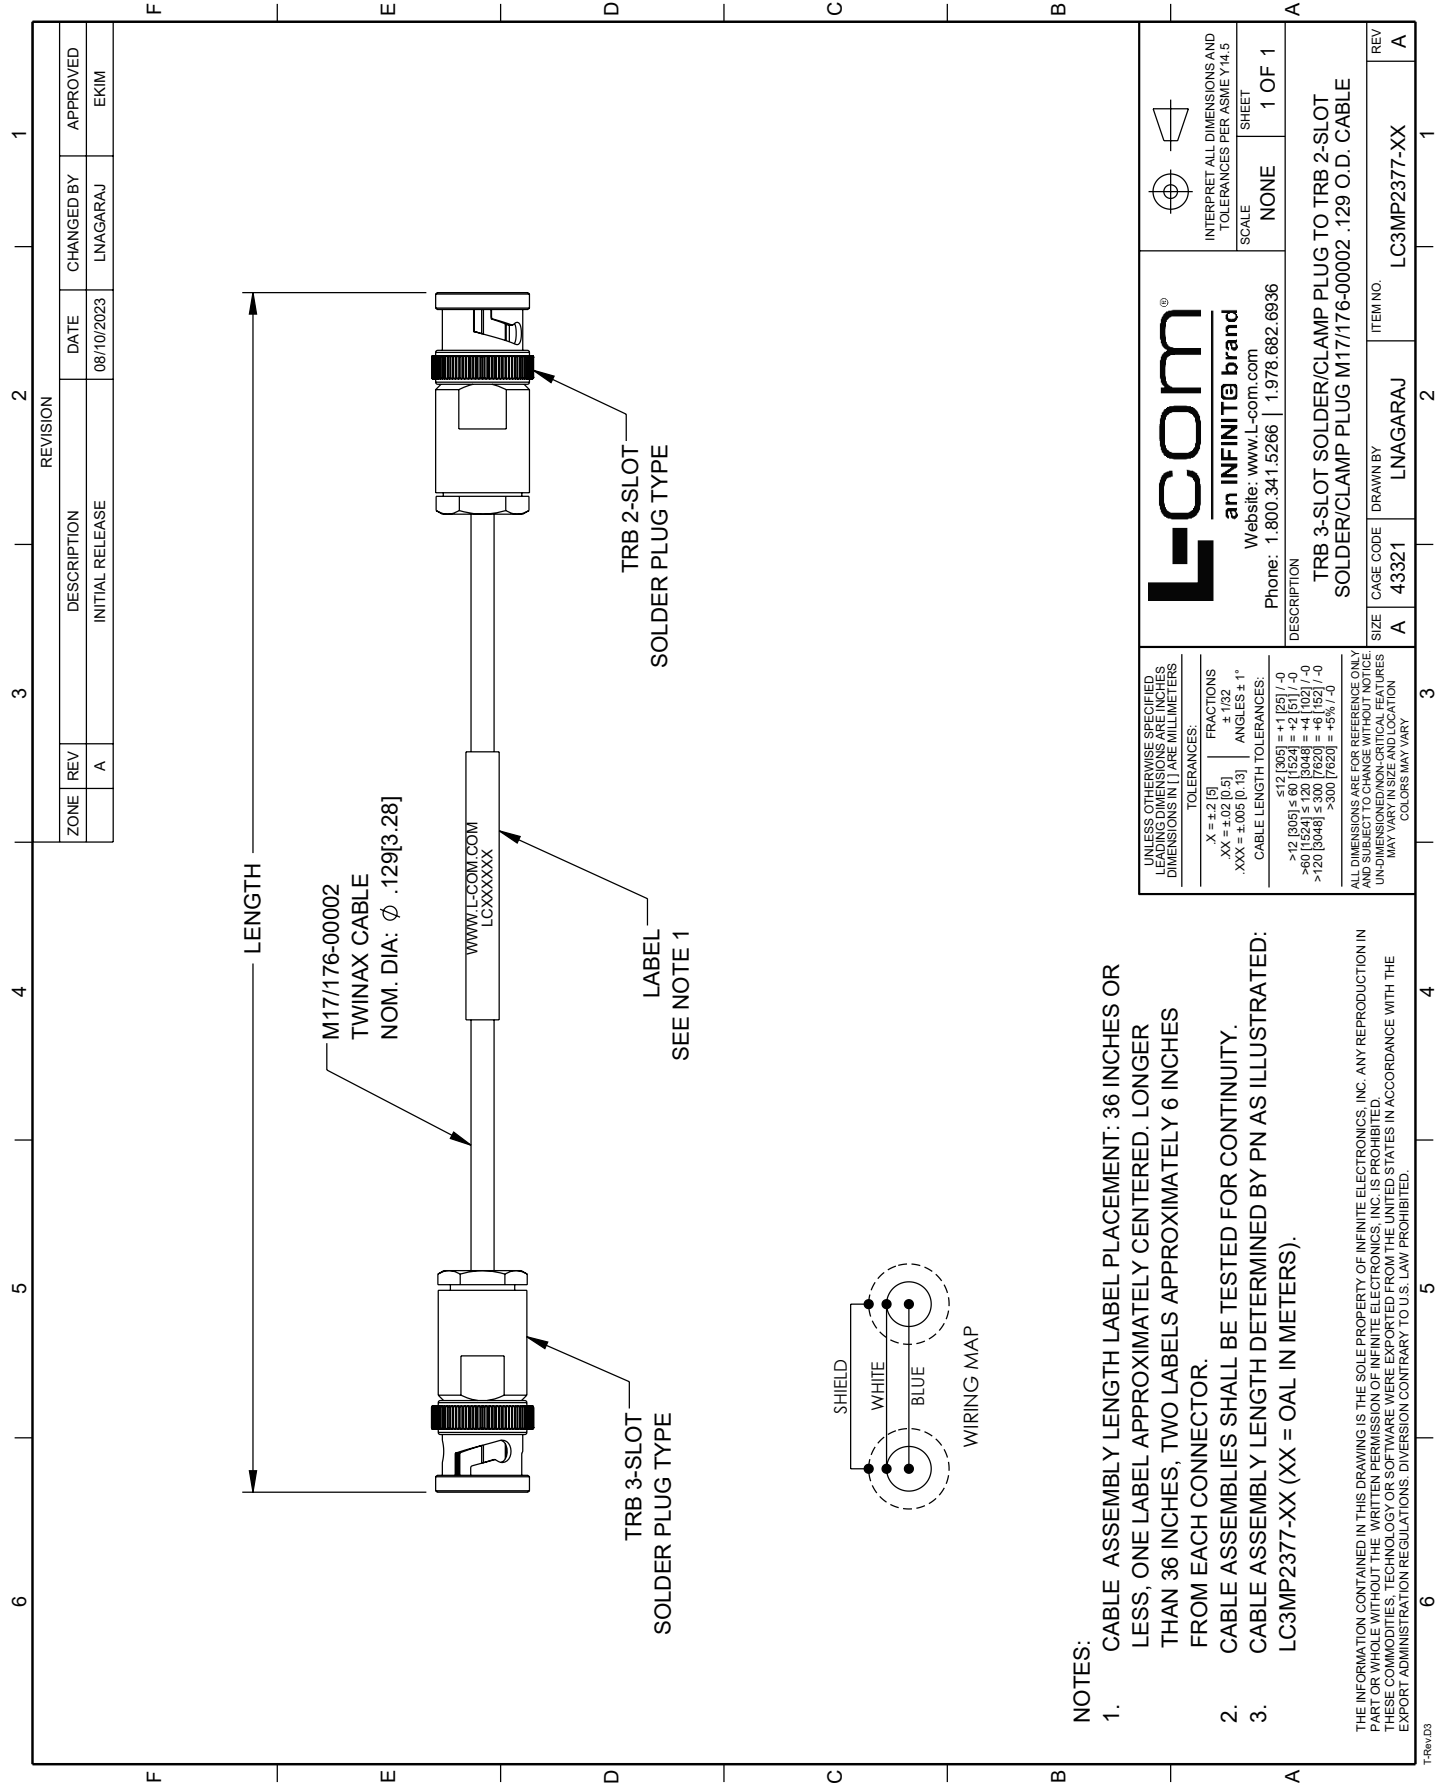 6
5
4
3
2
1
F
E
D
C
B
A
REVISION
ZONE
REV
DESCRIPTION
DATE
CHANGED BY
APPROVED
A
INITIAL RELEASE
08/10/2023
LNAGARAJ
EKIM
LENGTH
M17/176-00002
TWINAX CABLE
NOM. DIA: ∅ .129[3.28]
WWW.L-COM.COM
LCXXXXXX
TRB 3-SLOT
SOLDER PLUG TYPE
LABEL
SEE NOTE 1
TRB 2-SLOT
SOLDER PLUG TYPE
SHIELD
WHITE
BLUE
WIRING MAP
NOTES:
1. CABLE ASSEMBLY LENGTH LABEL PLACEMENT: 36 INCHES OR
LESS, ONE LABEL APPROXIMATELY CENTERED. LONGER
THAN 36 INCHES, TWO LABELS APPROXIMATELY 6 INCHES
FROM EACH CONNECTOR.
2. CABLE ASSEMBLIES SHALL BE TESTED FOR CONTINUITY.
3. CABLE ASSEMBLY LENGTH DETERMINED BY PN AS ILLUSTRATED:
LC3MP2377-XX (XX = OAL IN METERS).
THE INFORMATION CONTAINED IN THIS DRAWING IS THE SOLE PROPERTY OF INFINITE ELECTRONICS, INC. ANY REPRODUCTION IN
PART OR WHOLE WITHOUT THE WRITTEN PERMISSION OF INFINITE ELECTRONICS, INC. IS PROHIBITED.
THESE COMMODITIES, TECHNOLOGY OR SOFTWARE WERE EXPORTED FROM THE UNITED STATES IN ACCORDANCE WITH THE
EXPORT ADMINISTRATION REGULATIONS. DIVERSION CONTRARY TO U.S. LAW PROHIBITED.
UNLESS OTHERWISE SPECIFIED
LEADING DIMENSIONS ARE INCHES
DIMENSIONS IN [ ] ARE MILLIMETERS
TOLERANCES:
.X = ±.2 [5]
.XX = ±.02 [0.5]
.XXX = ±.005 [0.13]
FRACTIONS
± 1/32
ANGLES ± 1°
CABLE LENGTH TOLERANCES:
≤12 [305] = +1 [25] / -0
>12 [305] ≤ 60 [1524] = +2 [51] / -0
>60 [1524] ≤ 120 [3048] = +4 [102] / -0
>120 [3048] ≤ 300 [7620] = +6 [152] / -0
>300 [7620] = +5% / -0
ALL DIMENSIONS ARE FOR REFERENCE ONLY
AND SUBJECT TO CHANGE WITHOUT NOTICE.
UN-DIMENSIONED/NON-CRITICAL FEATURES
MAY VARY IN SIZE AND LOCATION
COLORS MAY VARY
L-com®
an INFINITE brand
Website: www.L-com.com
Phone: 1.800.341.5266 | 1.978.682.6936
INTERPRET ALL DIMENSIONS AND
TOLERANCES PER ASME Y14.5
SCALE
NONE
SHEET
1 OF 1
DESCRIPTION
TRB 3-SLOT SOLDER/CLAMP PLUG TO TRB 2-SLOT
SOLDER/CLAMP PLUG M17/176-00002 .129 O.D. CABLE
SIZE
A
CAGE CODE
43321
DRAWN BY
LNAGARAJ
ITEM NO.
LC3MP2377-XX
REV
A
F
E
D
C
B
A
6
5
4
3
2
1
T-Rev.D3